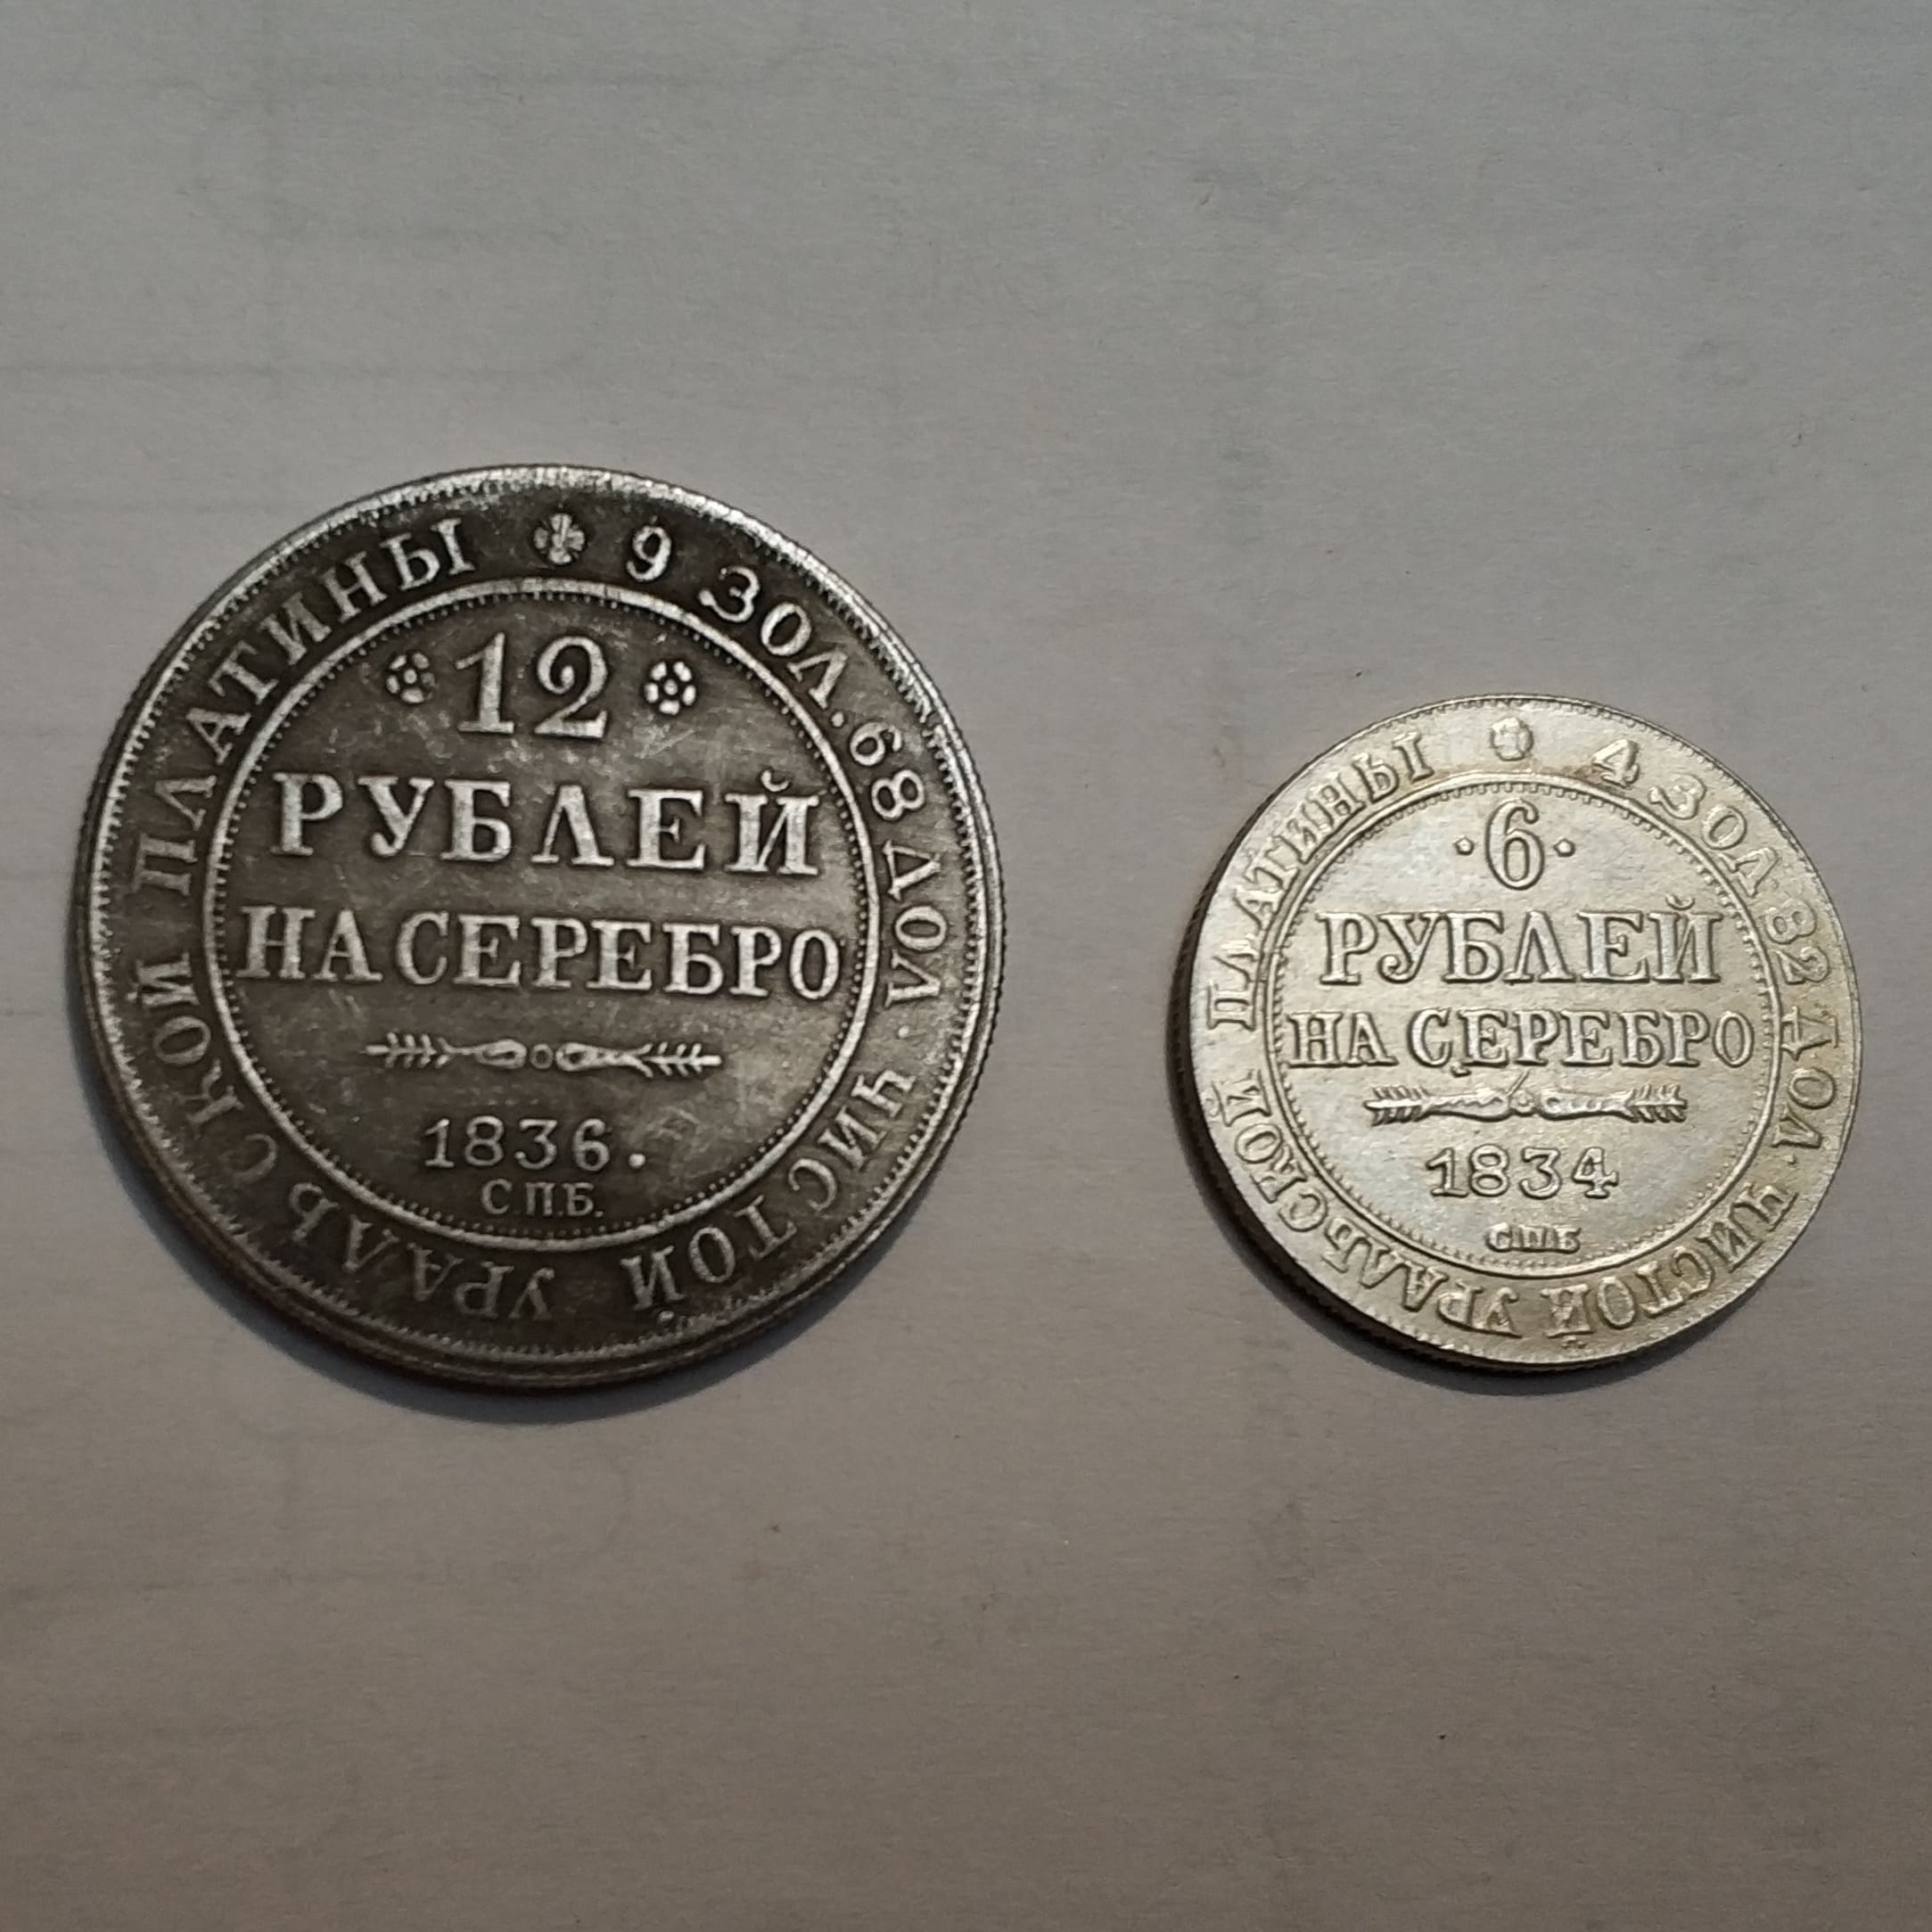 9 ЗОЛ. 68 ДОЛ. ЧИСТОЙ УРАЛЬСКОЙ ПЛАТИНЫ
12
РУБЛЕЙ
НА СЕРЕБРО
1836.
С.П.Б.
4 ЗОЛ. 82 ДОЛ. ЧИСТОЙ УРАЛЬСКОЙ ПЛАТИНЫ
·6·
РУБЛЕЙ
НА СЕРЕБРО
1834
СПБ